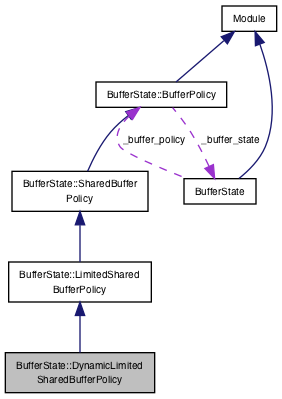 Module
BufferState::BufferPolicy
_buffer_policy
_buffer_state
BufferState::SharedBuffer
Policy
BufferState
BufferState::LimitedShared
BufferPolicy
BufferState::DynamicLimited
SharedBufferPolicy